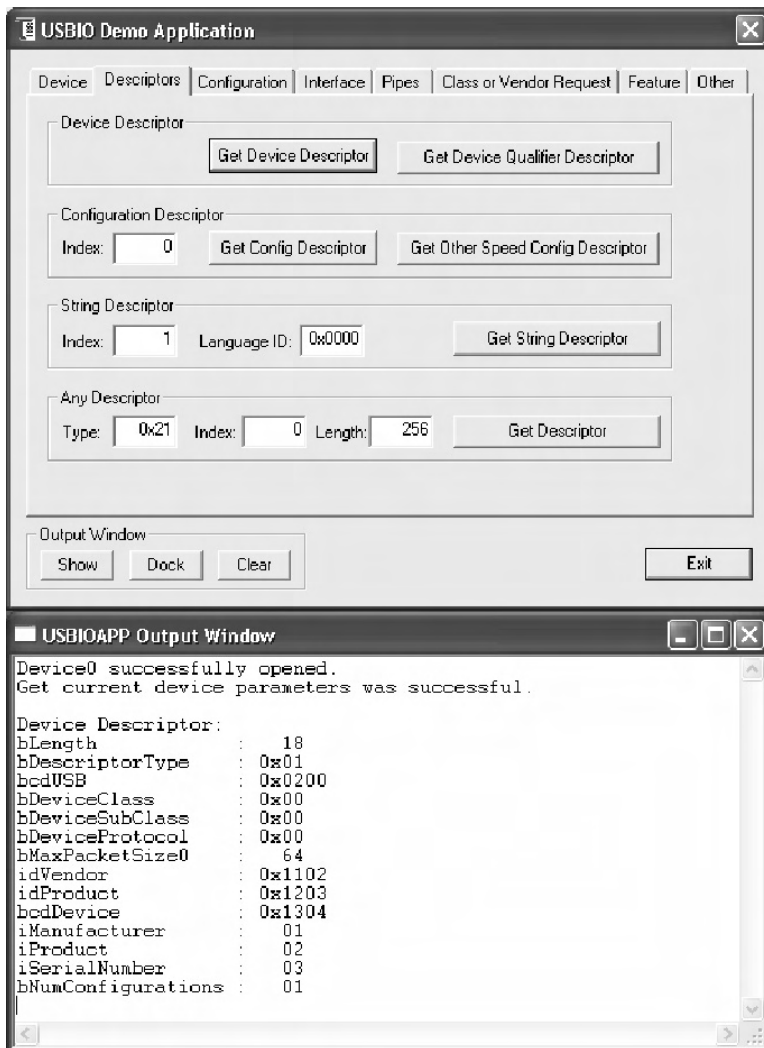 USBIO Demo Application
Device Descriptors Configuration Interface Pipes Class or Vendor Request Feature Other
Device Descriptor
Get Device Descriptor Get Device Qualifier Descriptor
Configuration Descriptor
Index: 0 Get Config Descriptor Get Other Speed Config Descriptor
String Descriptor
Index: 1 Language ID: 0x0000 Get String Descriptor
Any Descriptor
Type: 0x21 Index: 0 Length: 256 Get Descriptor
Output Window
Show Dock Clear Exit
USBIOAPP Output Window
Device0 successfully opened.
Get current device parameters was successful.
Device Descriptor:
bLength : 18
bDescriptorType : 0x01
bcdUSB : 0x0200
bDeviceClass : 0x00
bDeviceSubClass : 0x00
bDeviceProtocol : 0x00
bMaxPacketSize0 : 64
idVendor : 0x1102
idProduct : 0x1203
bcdDevice : 0x1304
iManufacturer : 01
iProduct : 02
iSerialNumber : 03
bNumConfigurations : 01